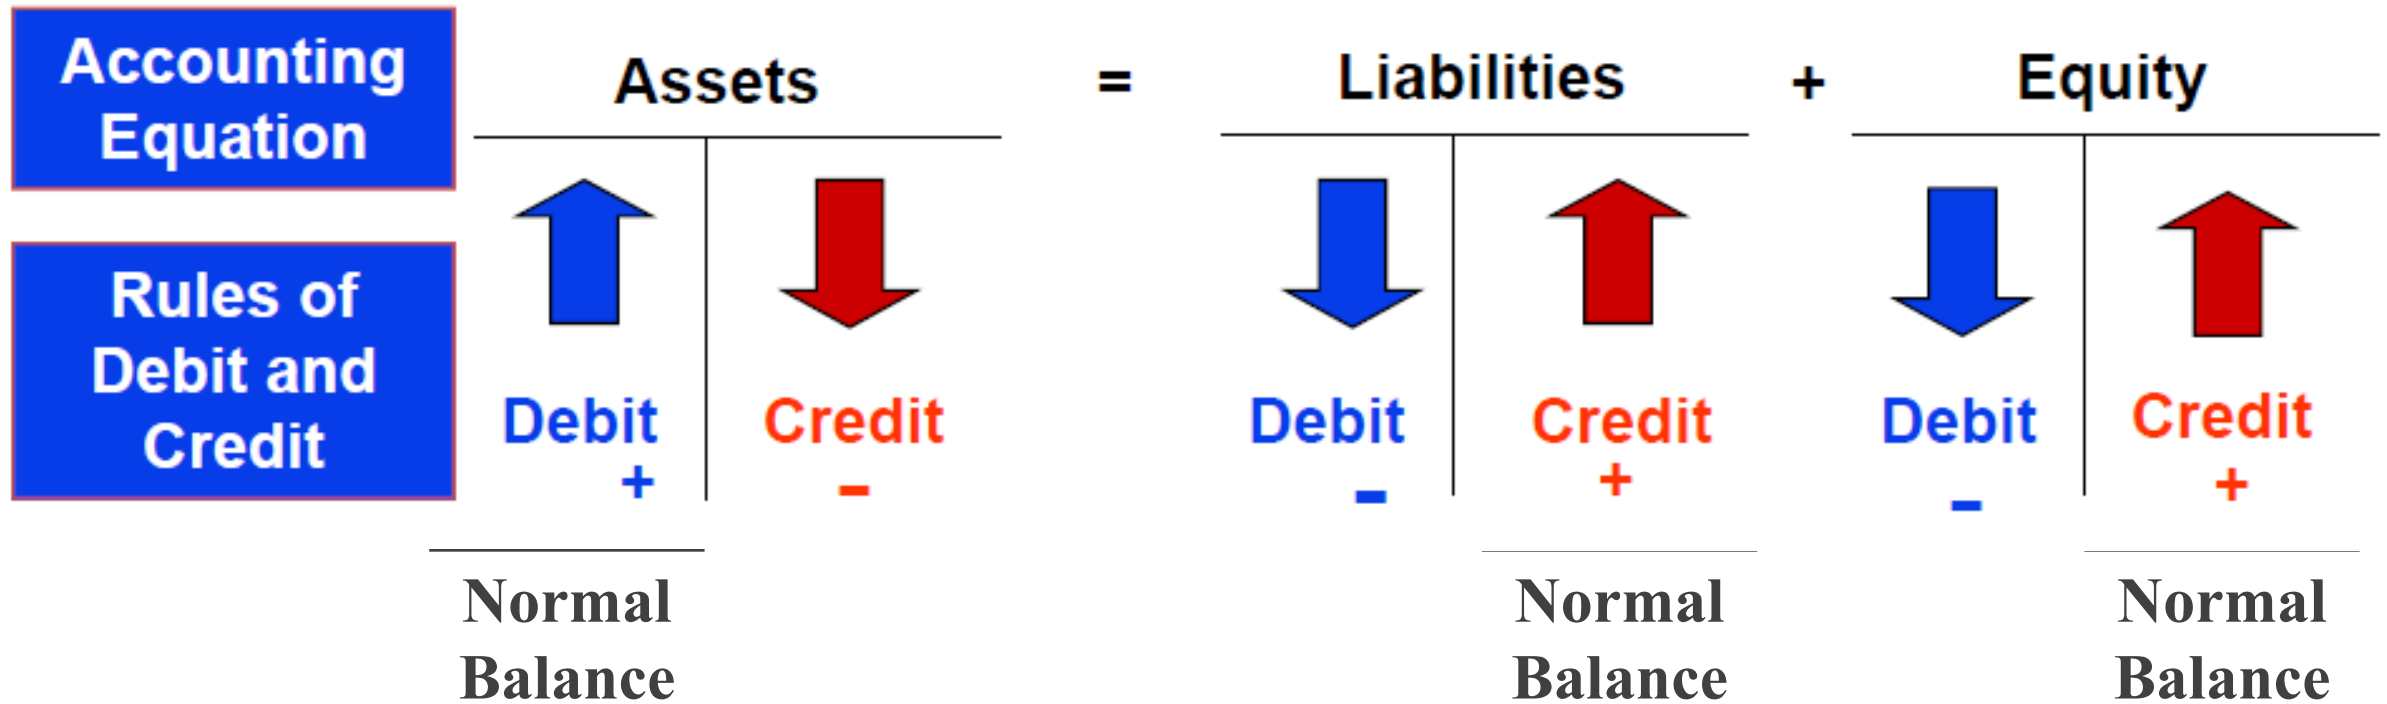 Accounting
Equation
Assets = Liabilities + Equity
Rules of
Debit and
Credit
Debit Credit Debit Credit Debit Credit
+ - - + - +
Normal Normal Normal
Balance Balance Balance